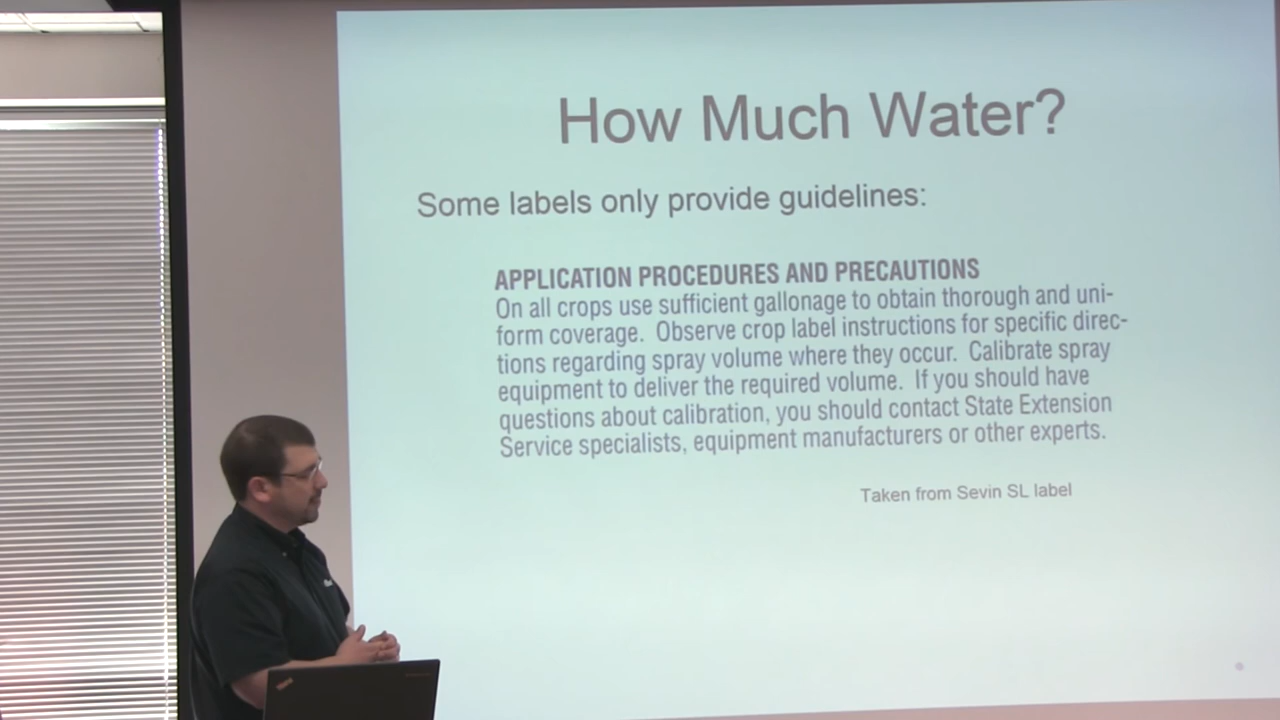 How Much Water?
Some labels only provide guidelines:
APPLICATION PROCEDURES AND PRECAUTIONS
On all crops use sufficient gallonage to obtain thorough and uni-
form coverage. Observe crop label instructions for specific direc-
tions regarding spray volume where they occur. Calibrate spray
equipment to deliver the required volume. If you should have
questions about calibration, you should contact State Extension
Service specialists, equipment manufacturers or other experts.
Taken from Sevin SL label